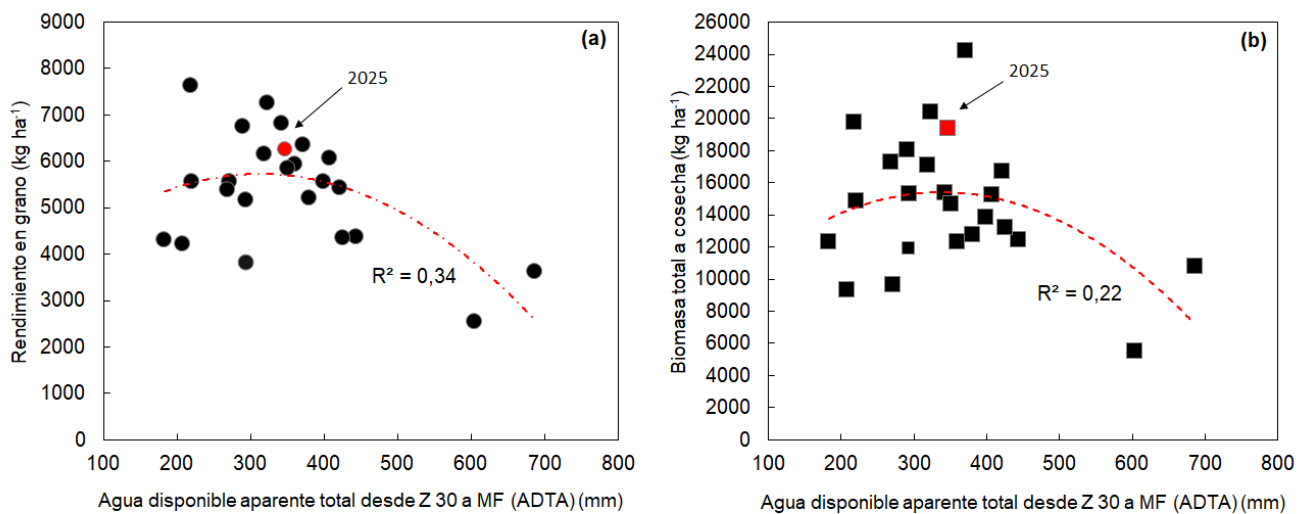 (a)
Rendimiento en grano (kg ha⁻¹)
9000
8000
7000
6000
5000
4000
3000
2000
1000
0
2025
R² = 0,34
100 200 300 400 500 600 700 800
Agua disponible aparente total desde Z 30 a MF (ADTA) (mm)
(b)
Biomasa total a cosecha (kg ha⁻¹)
26000
24000
22000
20000
18000
16000
14000
12000
10000
8000
6000
4000
2000
0
2025
R² = 0,22
100 200 300 400 500 600 700 800
Agua disponible aparente total desde Z 30 a MF (ADTA) (mm)